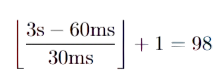 ⌊(3s − 60ms) / 30ms⌋ + 1 = 98